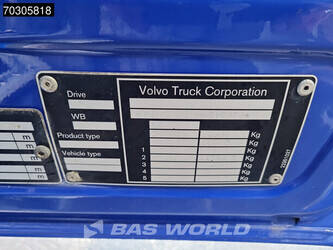 70305818
Volvo Truck Corporation
Drive
WB
Product type
Vehicle type
Kg
Kg
1 Kg
2 Kg
3 Kg
4 Kg
5 Kg
m
m
m
m
BAS WORLD